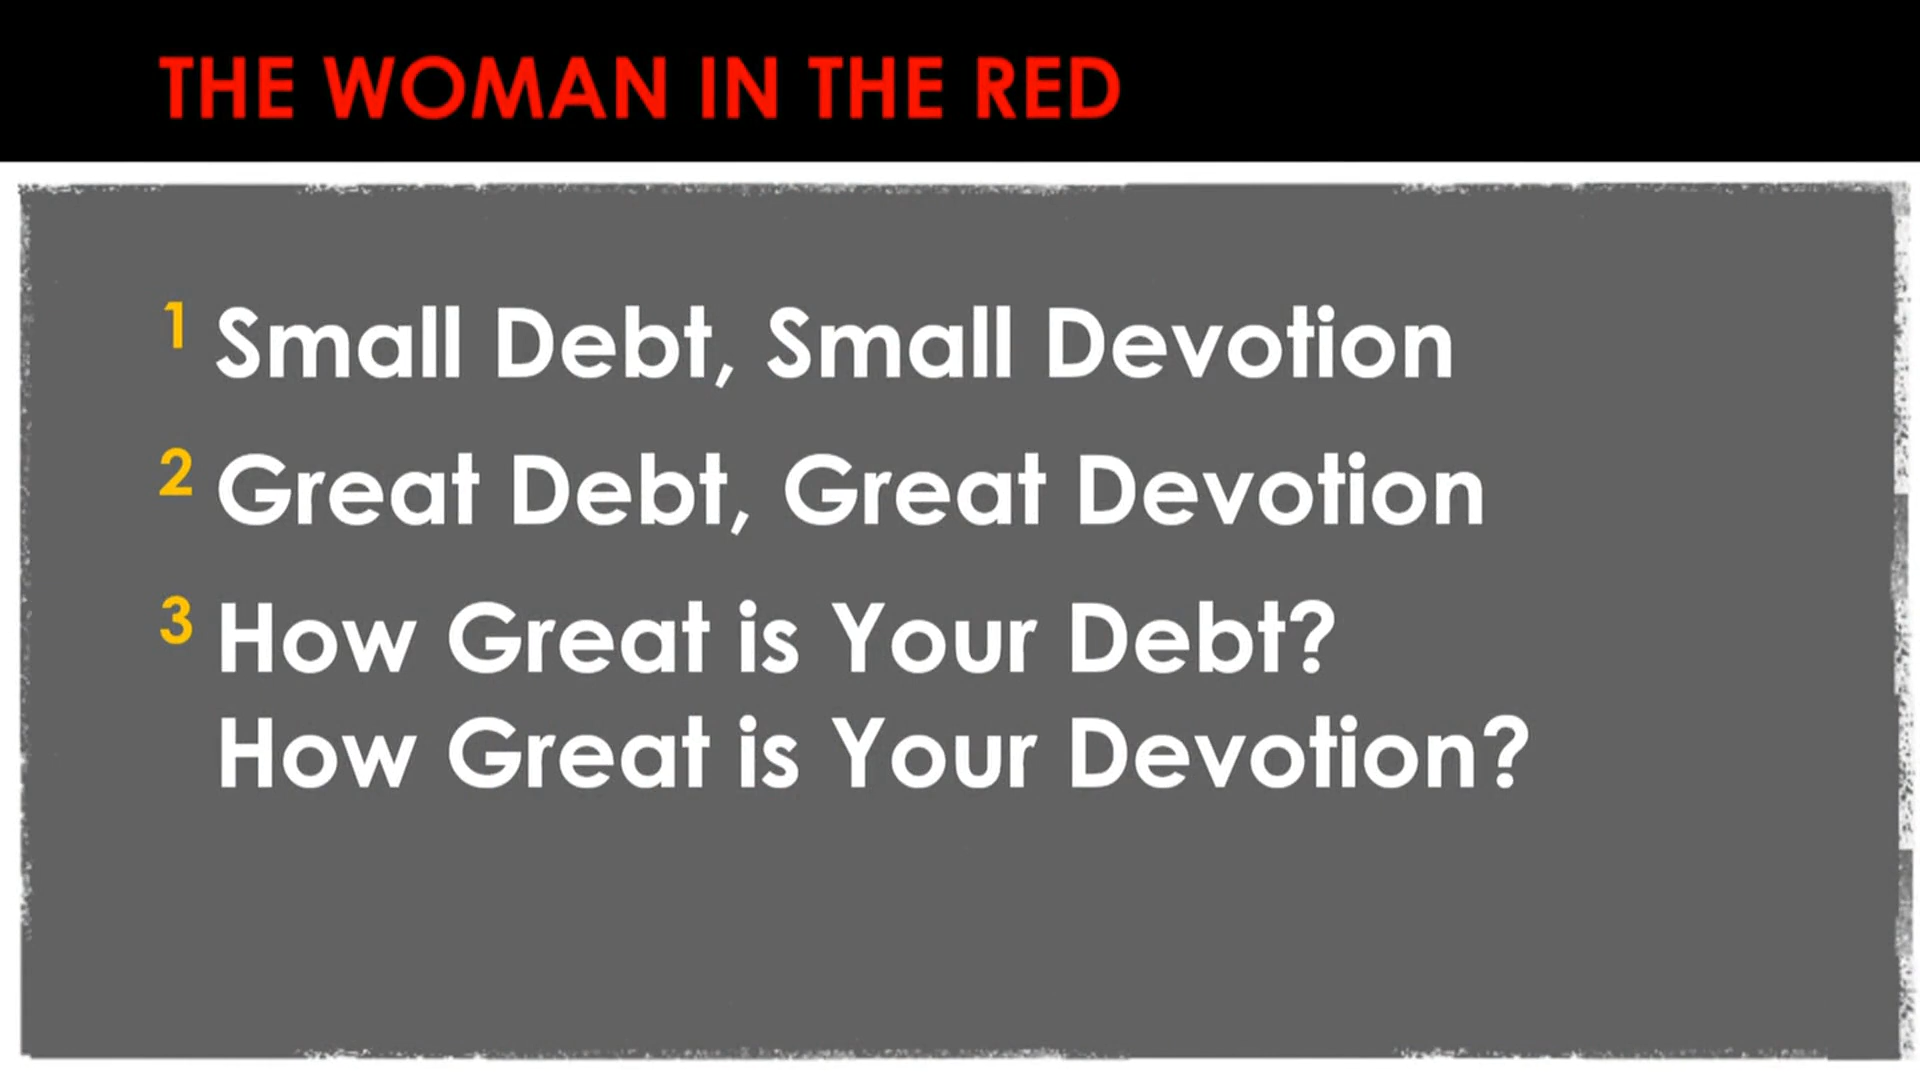 THE WOMAN IN THE RED
1 Small Debt, Small Devotion
2 Great Debt, Great Devotion
3 How Great is Your Debt?
How Great is Your Devotion?